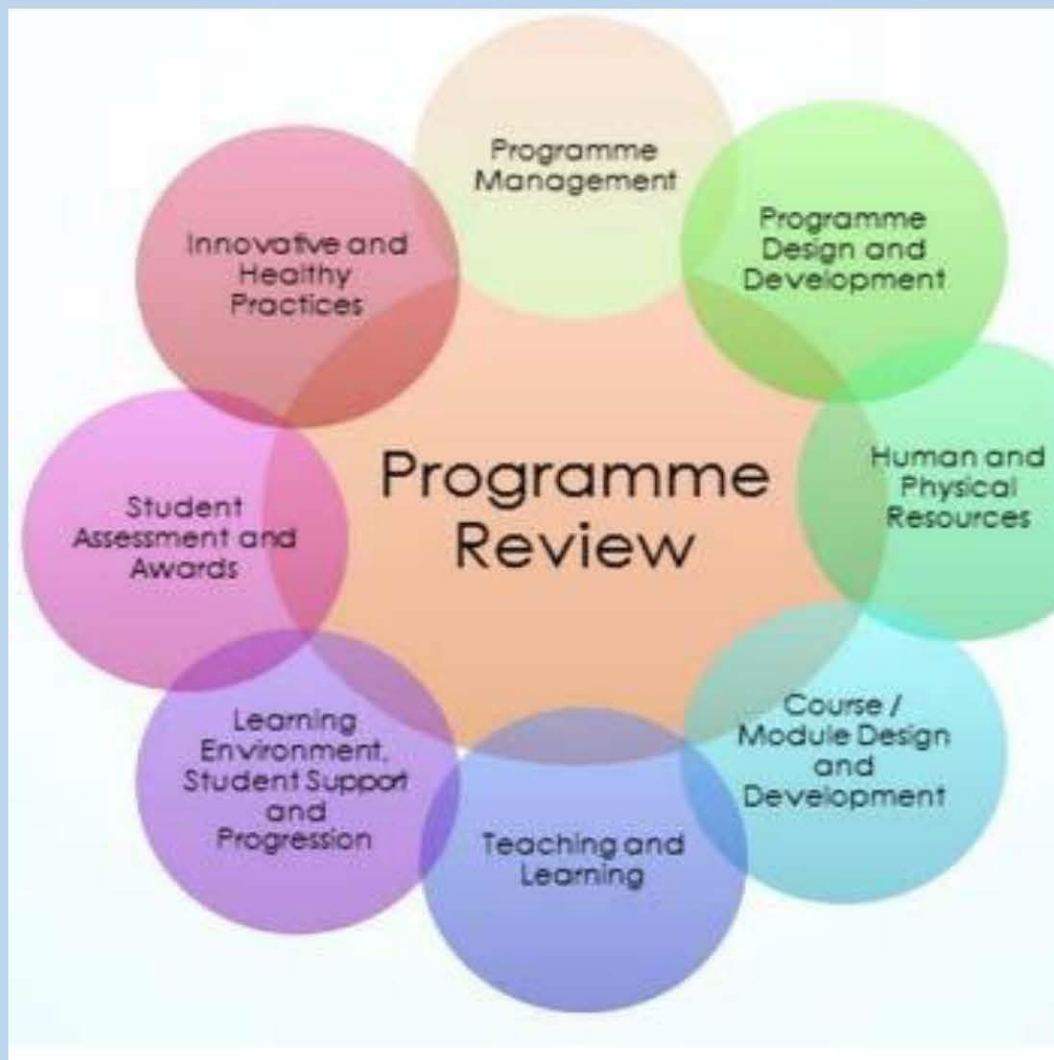 Programme
Management
Programme
Design and
Development
Human and
Physical
Resources
Course /
Module Design
and
Development
Teaching and
Learning
Learning
Environment,
Student Support
and
Progression
Student
Assessment and
Awards
Innovative and
Healthy
Practices
Programme
Review